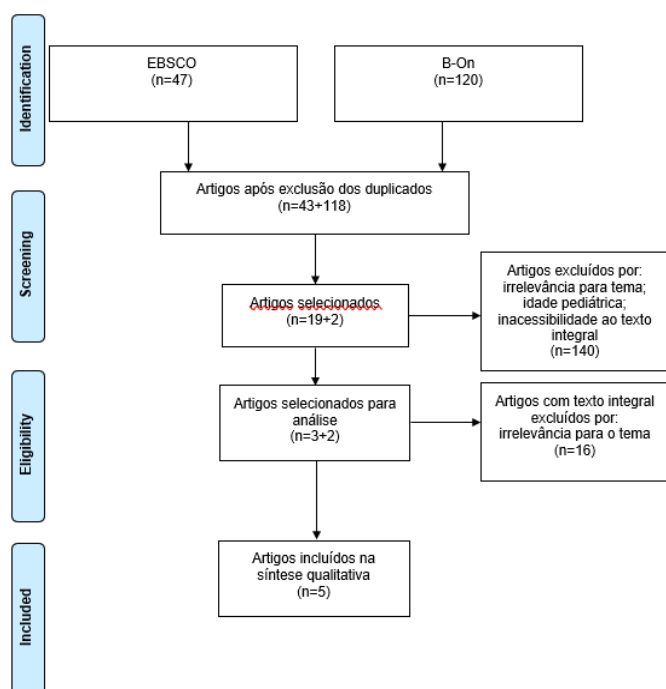 Identification
EBSCO
(n=47)
B-On
(n=120)
Artigos após exclusão dos duplicados
(n=43+118)
Screening
Artigos selecionados
(n=19+2)
Artigos excluídos por:
irrelevância para tema;
idade pediátrica;
inacessibilidade ao texto
integral
(n=140)
Eligibility
Artigos selecionados para
análise
(n=3+2)
Artigos com texto integral
excluídos por:
irrelevância para o tema
(n=16)
Included
Artigos incluídos na
síntese qualitativa
(n=5)